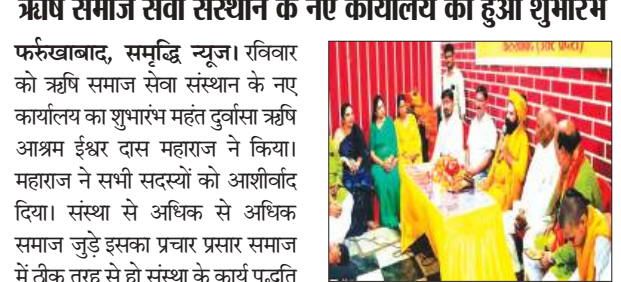 ऋषि समाज सेवा संस्थान के नए कार्यालय का हुआ शुभारंभ
फर्रुखाबाद, समृद्धि न्यूज। रविवार
को ऋषि समाज सेवा संस्थान के नए
कार्यालय का शुभारंभ महंत दुर्वासा ऋषि
आश्रम ईश्वर दास महाराज ने किया।
महाराज ने सभी सदस्यों को आशीर्वाद
दिया। संस्था से अधिक से अधिक
समाज जुड़े इसका प्रचार प्रसार समाज
में ठीक तरह से हो संस्था के कार्य पद्धति